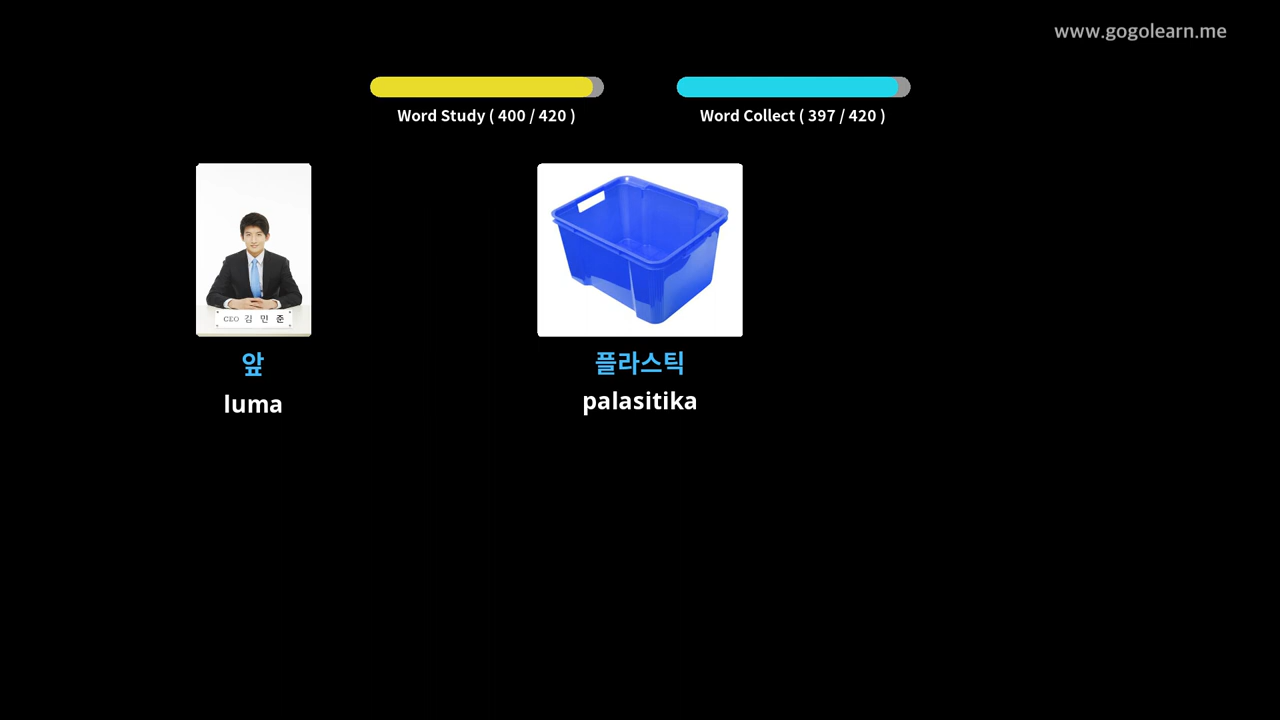 www.gogolearn.me
Word Study ( 400 / 420 )
Word Collect ( 397 / 420 )
CEO 김 민 준
앞
luma
플라스틱
palasitika